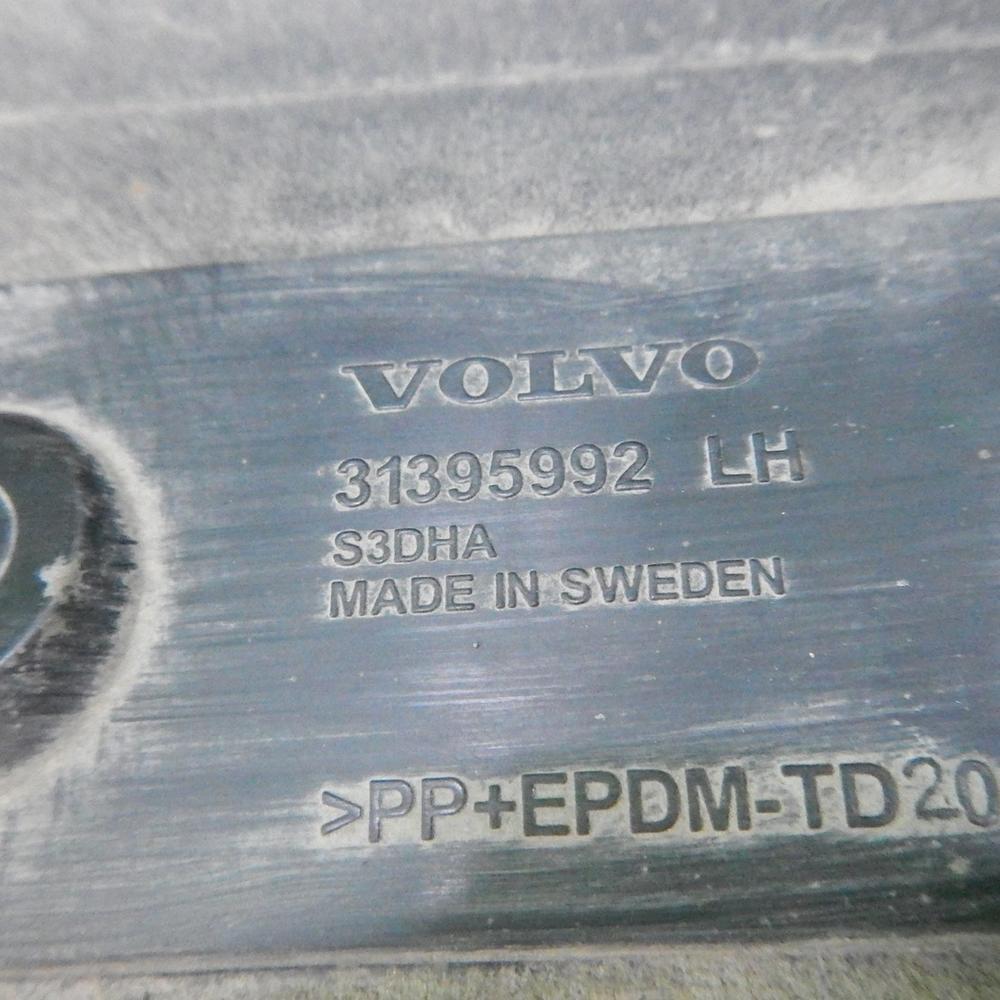 VOLVO
31395992 LH
S3DHA
MADE IN SWEDEN
>PP+EPDM-TD20